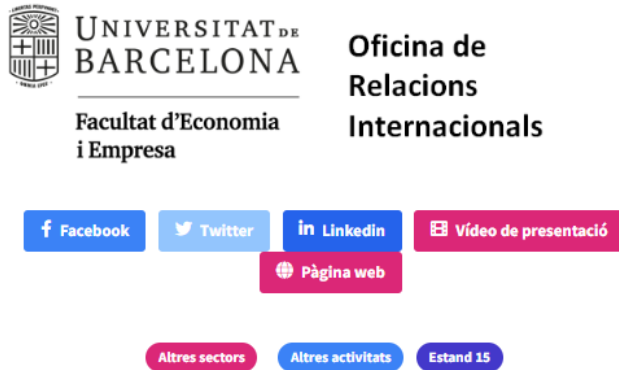 UNIVERSITAT DE
BARCELONA
Facultat d'Economia
i Empresa
Oficina de
Relacions
Internacionals
Facebook
Twitter
in Linkedin
Vídeo de presentació
Pàgina web
Altres sectors
Altres activitats
Estand 15